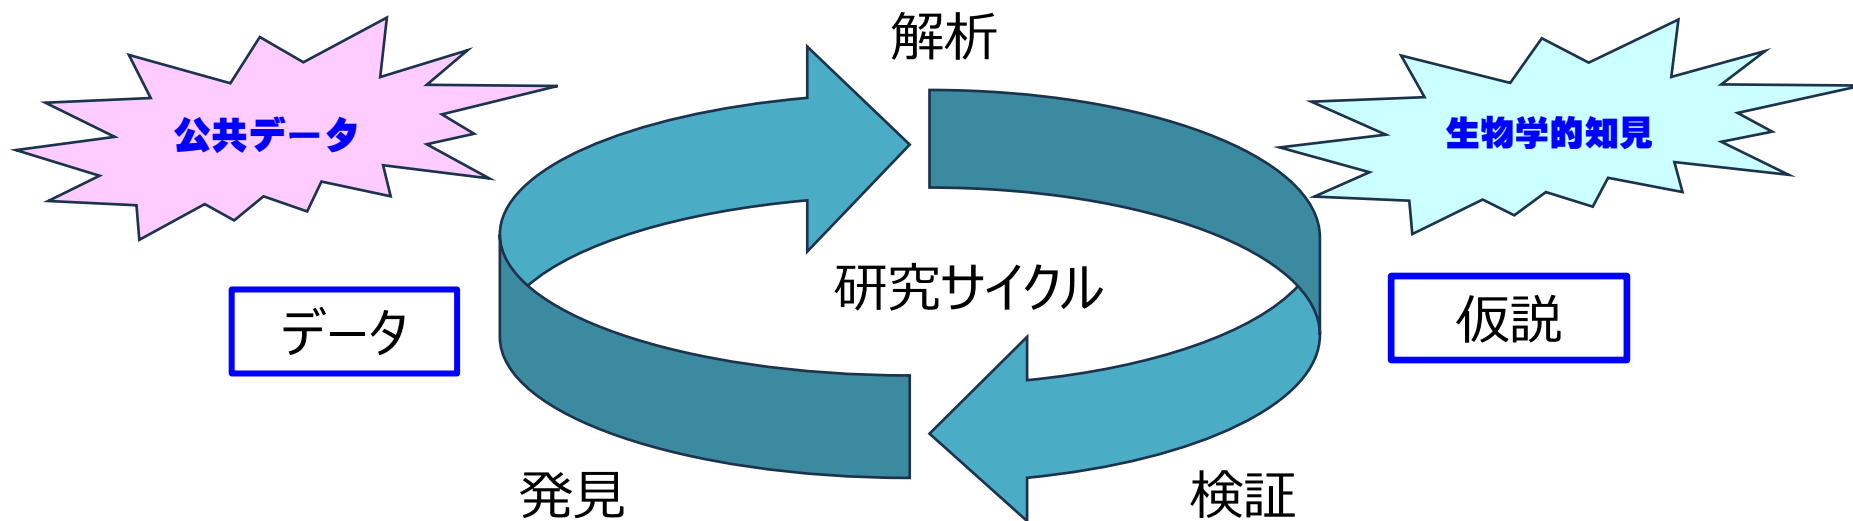 解析
公共データ
生物学的知見
研究サイクル
データ
仮説
発見
検証